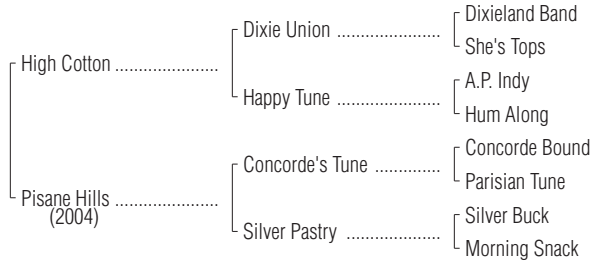 Dixieland Band
Dixie Union ....................
She's Tops
High Cotton ....................
A.P. Indy
Happy Tune ....................
Hum Along
Concorde Bound
Concorde's Tune .............
Parisian Tune
Pisane Hills ....................
(2004)
Silver Buck
Silver Pastry ..................
Morning Snack